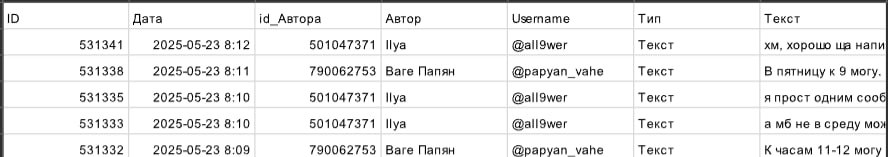 ID Дата id_Автора Автор Username Тип Текст
531341 2025-05-23 8:12 501047371 Ilya @all9wer Текст хм, хорошо ща напи
531338 2025-05-23 8:11 790062753 Ваге Папян @papyan_vahe Текст В пятницу к 9 могу.
531335 2025-05-23 8:10 501047371 Ilya @all9wer Текст я прост одним сооб
531333 2025-05-23 8:10 501047371 Ilya @all9wer Текст а мб не в среду мож
531332 2025-05-23 8:09 790062753 Ваге Папян @papyan_vahe Текст К часам 11-12 могу